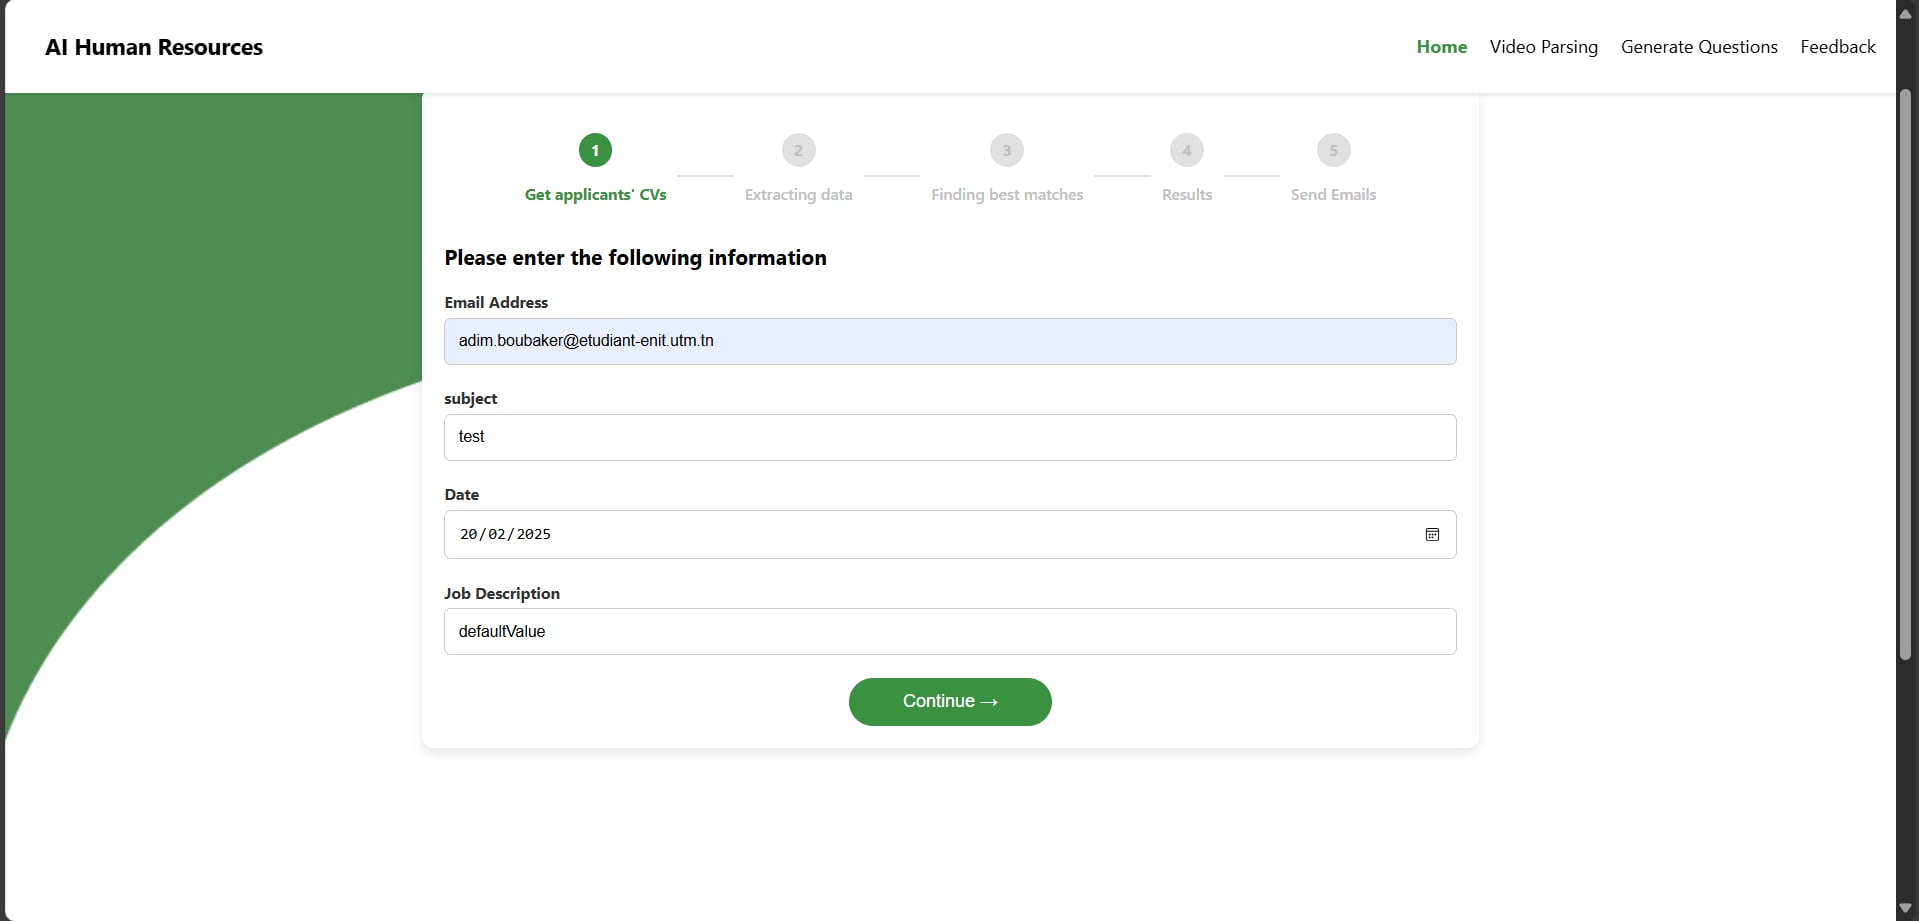 AI Human Resources
Home Video Parsing Generate Questions Feedback
1 2 3 4 5
Get applicants' CVs Extracting data Finding best matches Results Send Emails
Please enter the following information
Email Address
adim.boubaker@etudiant-enit.utm.tn
subject
test
Date
20/02/2025
Job Description
defaultValue
Continue →